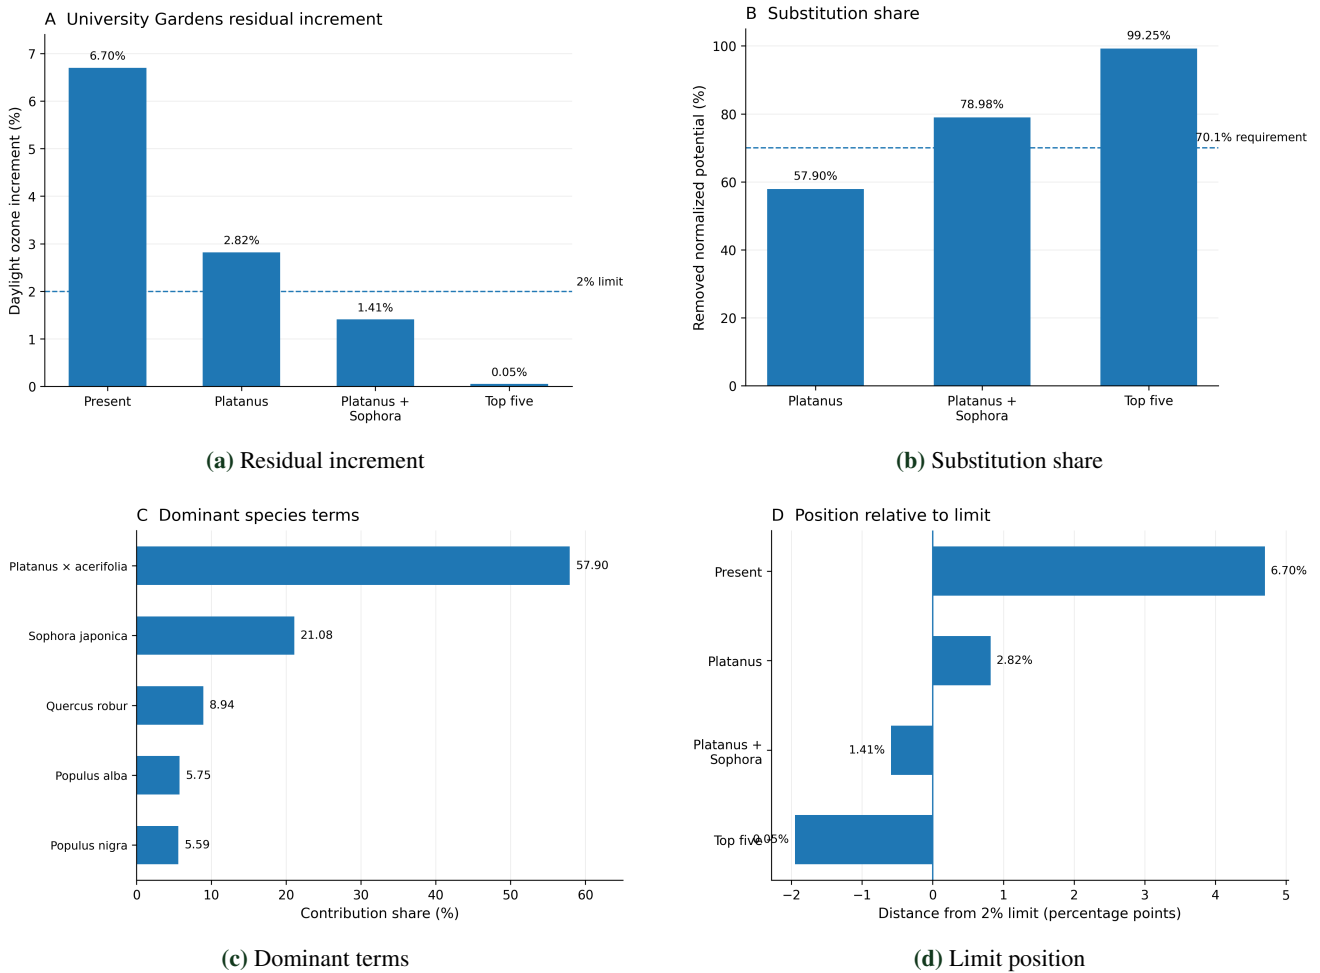 A  University Gardens residual increment
Daylight ozone increment (%)
7
6
5
4
3
2
1
0
6.70%
2.82%
1.41%
0.05%
2% limit
Present
Platanus
Platanus +
Sophora
Top five
(a) Residual increment
B  Substitution share
Removed normalized potential (%)
100
80
60
40
20
0
57.90%
78.98%
99.25%
70.1% requirement
Platanus
Platanus +
Sophora
Top five
(b) Substitution share
C  Dominant species terms
Platanus × acerifolia
57.90
Sophora japonica
21.08
Quercus robur
8.94
Populus alba
5.75
Populus nigra
5.59
0
10
20
30
40
50
60
Contribution share (%)
(c) Dominant terms
D  Position relative to limit
Present
6.70%
Platanus
2.82%
Platanus +
Sophora
1.41%
Top five
0.05%
−2
−1
0
1
2
3
4
5
Distance from 2% limit (percentage points)
(d) Limit position